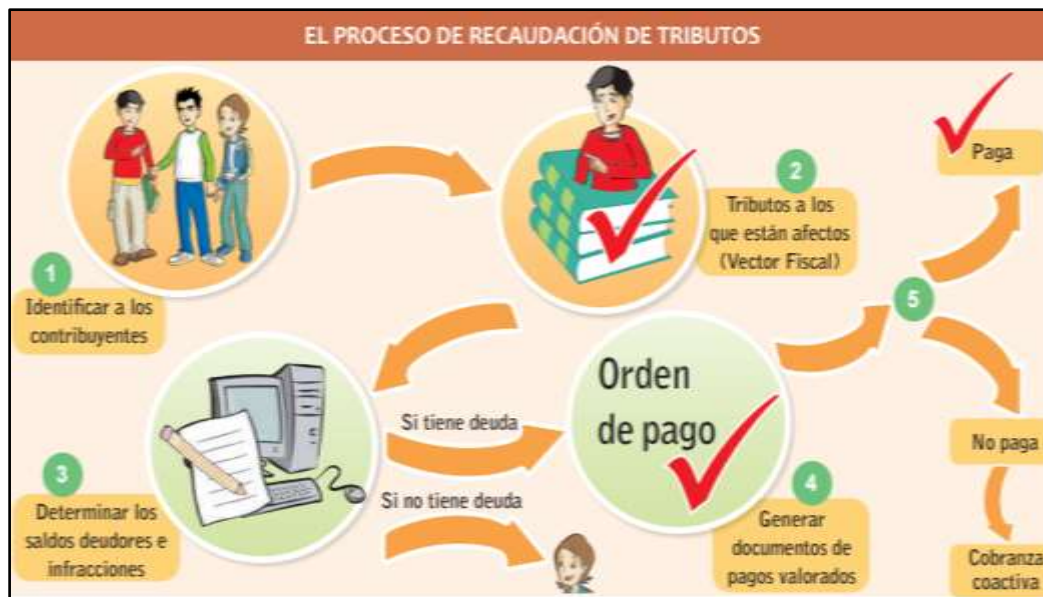 EL PROCESO DE RECAUDACIÓN DE TRIBUTOS
1
Identificar a los
contribuyentes
2
Tributos a los
que están afectos
(Vector Fiscal)
3
Determinar los
saldos deudores e
infracciones
Si tiene deuda
Si no tiene deuda
Orden
de pago
4
Generar
documentos de
pagos valorados
5
Paga
No paga
Cobranza
coactiva